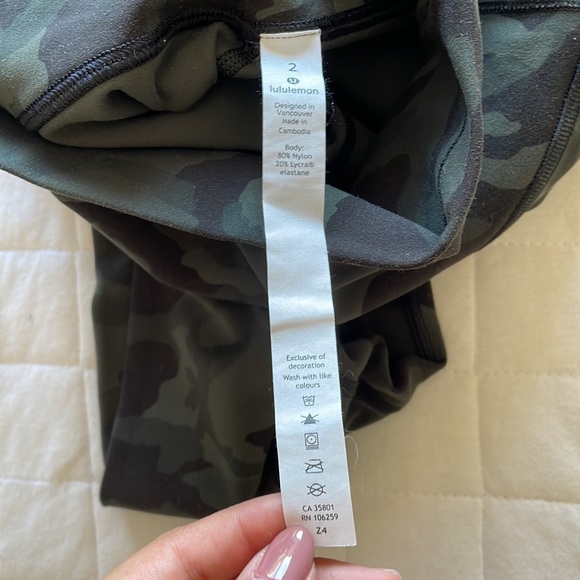 2
lululemon
Designed in
Vancouver
Made in
Cambodia
Body:
80% Nylon
20% Lycra®
elastane
Exclusive of
decoration
Wash with like
colours
CA 35801
RN 106259
Z4